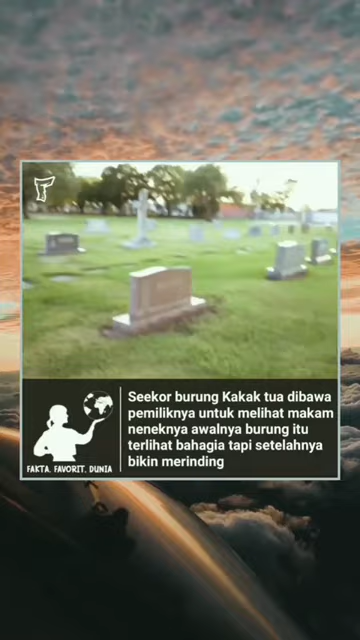 T
Seekor burung Kakak tua dibawa
pemiliknya untuk melihat makam
neneknya awalnya burung itu
terlihat bahagia tapi setelahnya
bikin merinding
FAKTA. FAVORIT. DUNIA